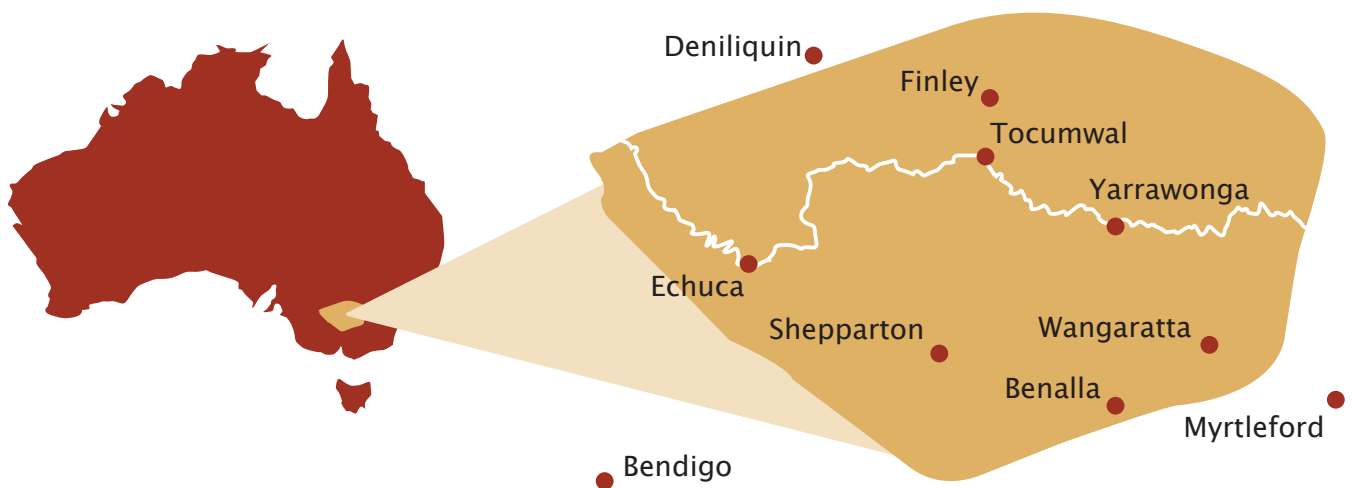 Deniliquin
Finley
Tocumwal
Yarrawonga
Echuca
Shepparton
Wangaratta
Benalla
Myrtleford
Bendigo